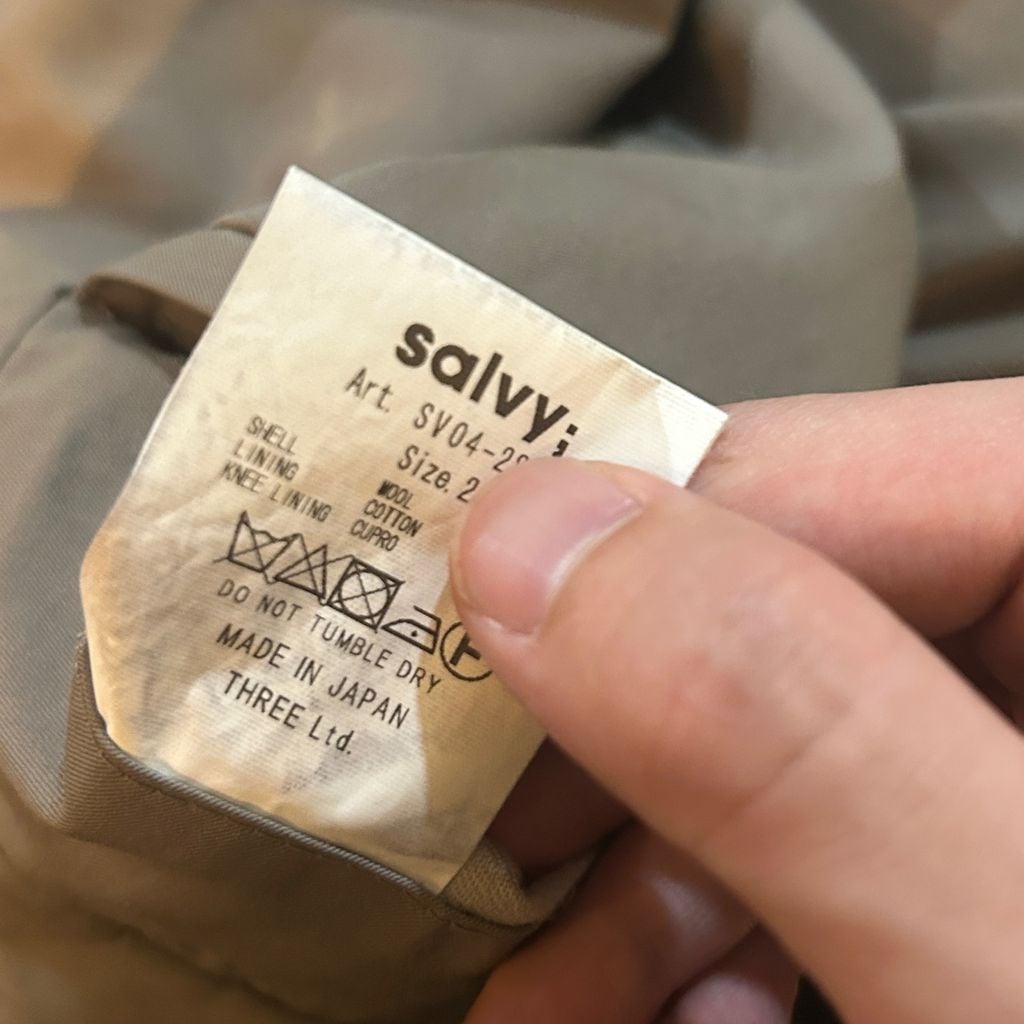 salvy;
Art. SV04-2
Size. 2
SHELL WOOL
LINING COTTON
KNEE LINING CUPRO
DO NOT TUMBLE DRY
MADE IN JAPAN
THREE Ltd.